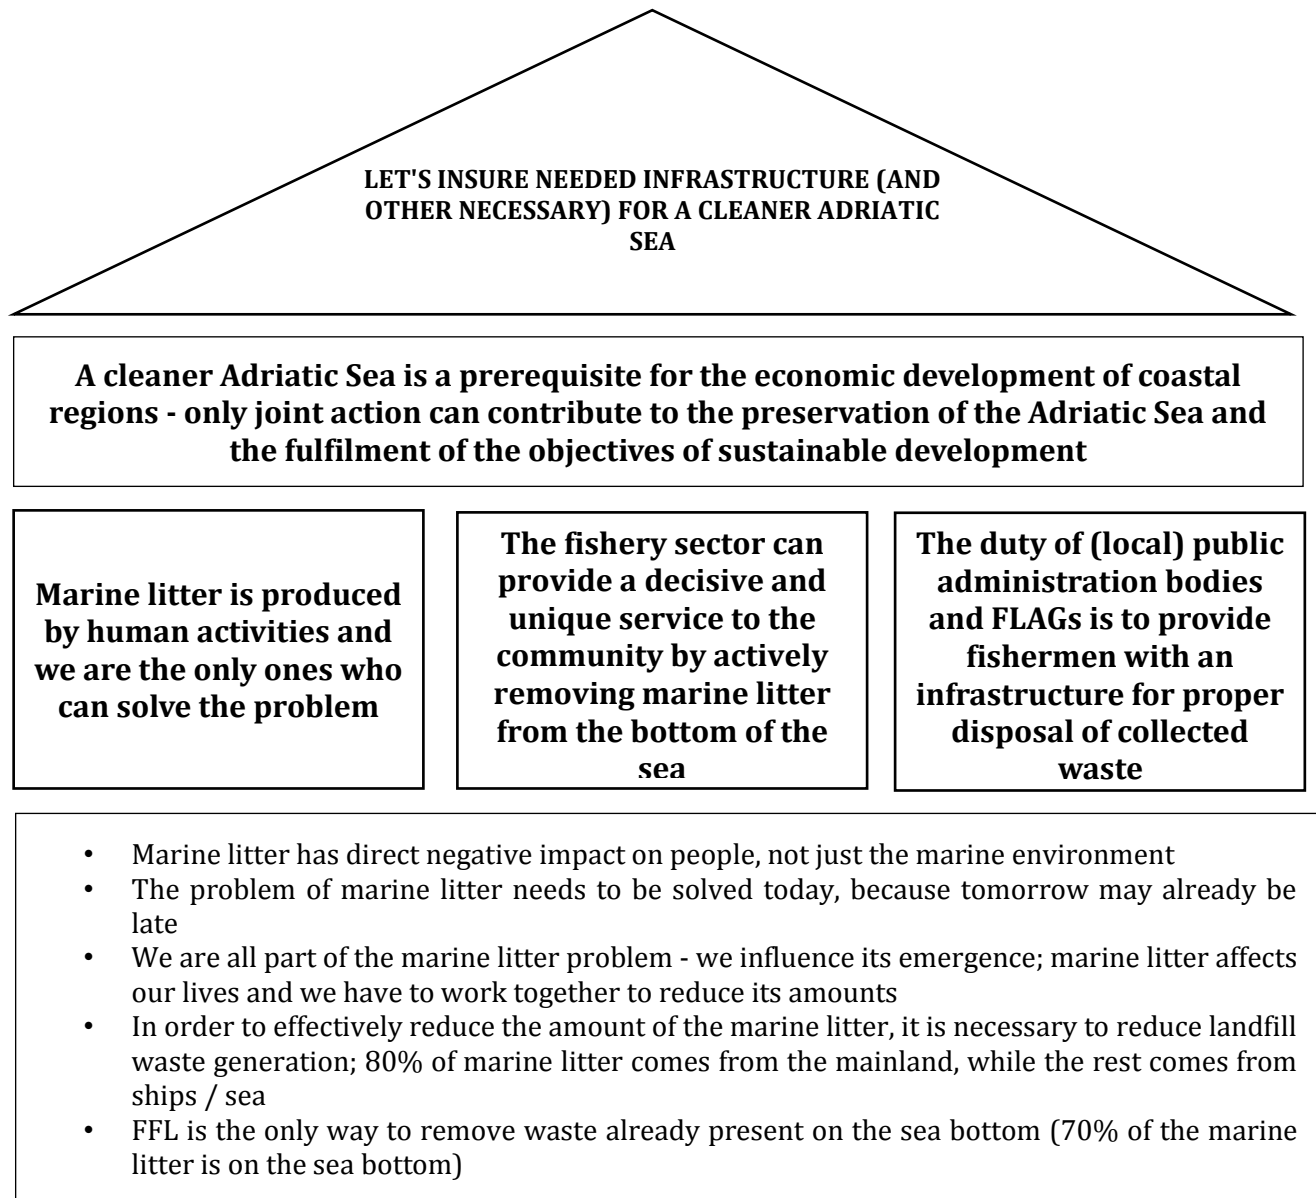 LET'S INSURE NEEDED INFRASTRUCTURE (AND
OTHER NECESSARY) FOR A CLEANER ADRIATIC
SEA
A cleaner Adriatic Sea is a prerequisite for the economic development of coastal
regions - only joint action can contribute to the preservation of the Adriatic Sea and
the fulfilment of the objectives of sustainable development
Marine litter is produced
by human activities and
we are the only ones who
can solve the problem
The fishery sector can
provide a decisive and
unique service to the
community by actively
removing marine litter
from the bottom of the
sea
The duty of (local) public
administration bodies
and FLAGs is to provide
fishermen with an
infrastructure for proper
disposal of collected
waste
• Marine litter has direct negative impact on people, not just the marine environment
• The problem of marine litter needs to be solved today, because tomorrow may already be
late
• We are all part of the marine litter problem - we influence its emergence; marine litter affects
our lives and we have to work together to reduce its amounts
• In order to effectively reduce the amount of the marine litter, it is necessary to reduce landfill
waste generation; 80% of marine litter comes from the mainland, while the rest comes from
ships / sea
• FFL is the only way to remove waste already present on the sea bottom (70% of the marine
litter is on the sea bottom)